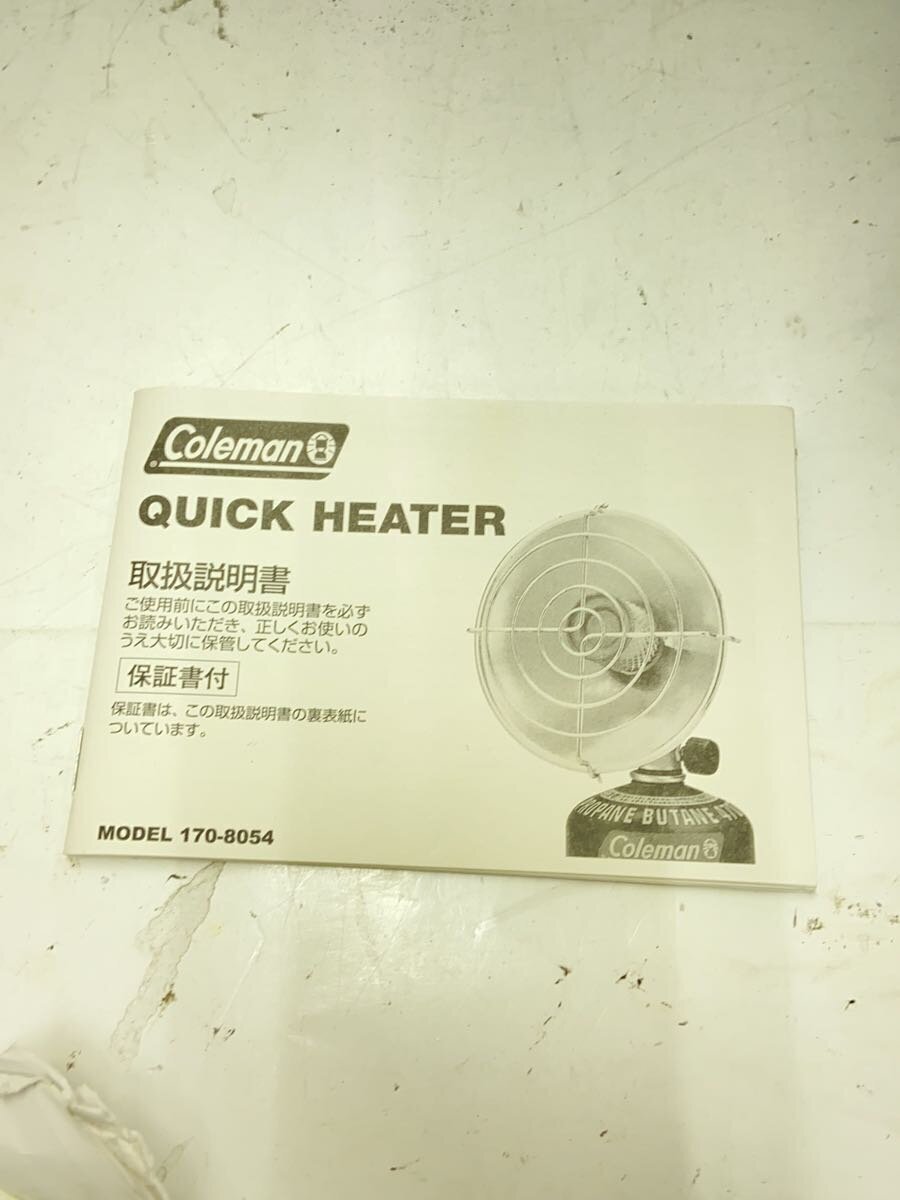 Coleman
QUICK HEATER
取扱説明書
ご使用前にこの取扱説明書を必ず
お読みいただき、正しくお使いの
うえ大切に保管してください。
保証書付
保証書は、この取扱説明書の裏表紙に
ついています。
MODEL 170-8054
PROPANE BUTANE
Coleman